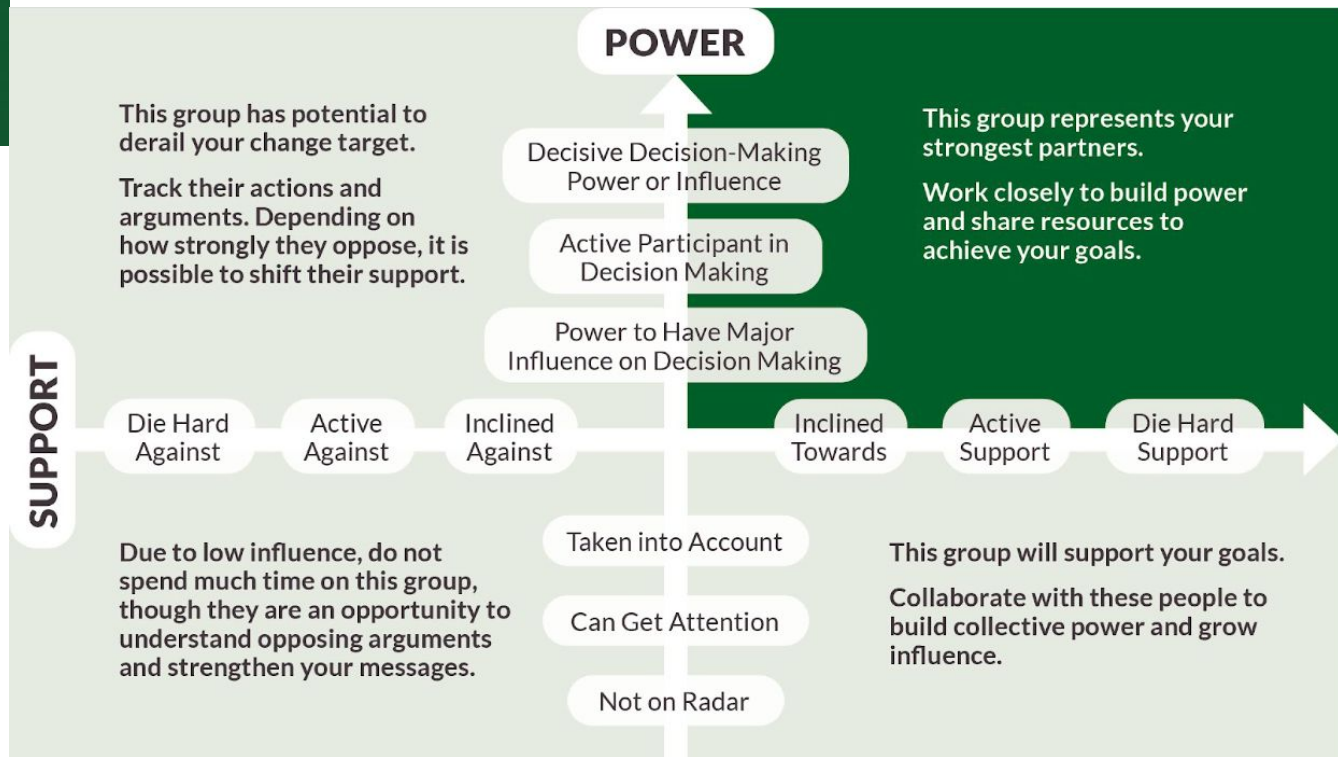 POWER
This group has potential to
derail your change target.
Track their actions and
arguments. Depending on
how strongly they oppose, it is
possible to shift their support.
Decisive Decision-Making
Power or Influence
Active Participant in
Decision Making
Power to Have Major
Influence on Decision Making
This group represents your
strongest partners.
Work closely to build power
and share resources to
achieve your goals.
SUPPORT
Die Hard
Against
Active
Against
Inclined
Against
Inclined
Towards
Active
Support
Die Hard
Support
Due to low influence, do not
spend much time on this group,
though they are an opportunity to
understand opposing arguments
and strengthen your messages.
Taken into Account
Can Get Attention
Not on Radar
This group will support your goals.
Collaborate with these people to
build collective power and grow
influence.